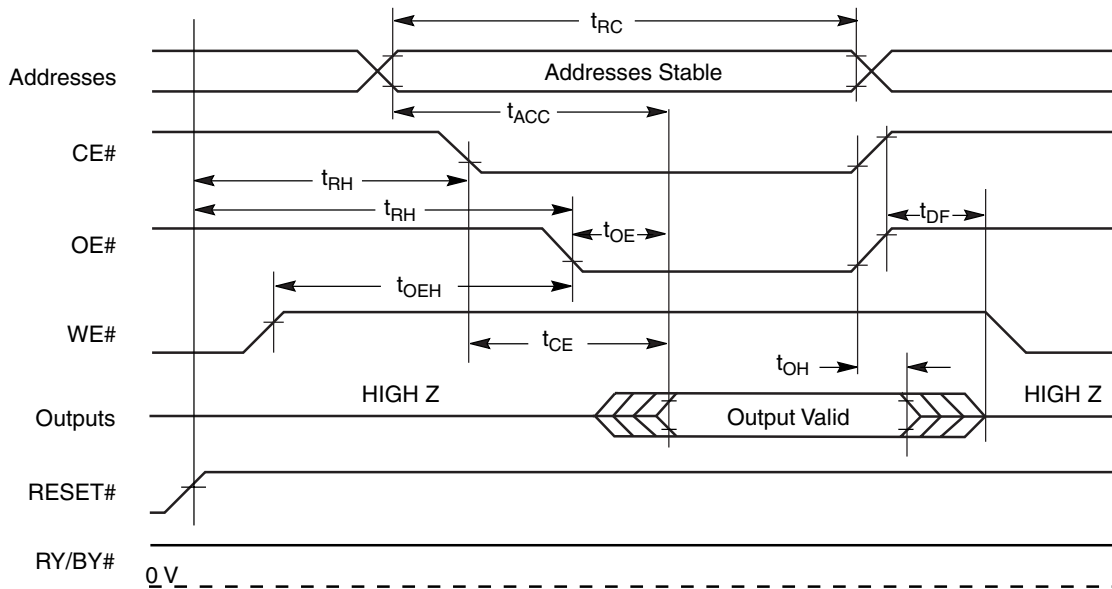 tRC
Addresses
Addresses Stable
tACC
CE#
tRH
tRH
tDF
OE#
tOE
tOEH
WE#
tCE
tOH
HIGH Z
HIGH Z
Outputs
Output Valid
RESET#
RY/BY#
0 V